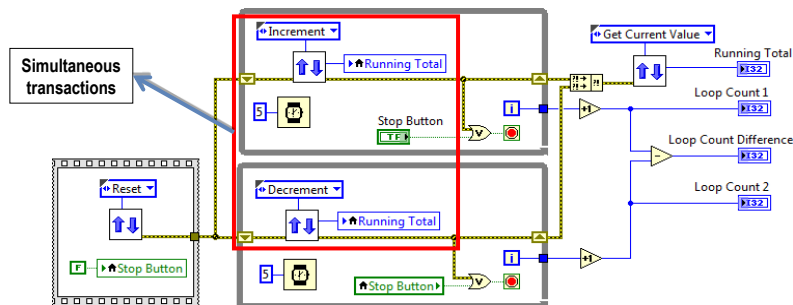 Simultaneous
transactions
Increment
Running Total
5
Stop Button
TF
v
i
+1
Get Current Value
Running Total
I32
Loop Count 1
I32
Loop Count Difference
I32
Loop Count 2
I32
-
Reset
F
Stop Button
Decrement
Running Total
5
Stop Button
v
i
+1
?!
?!
?!